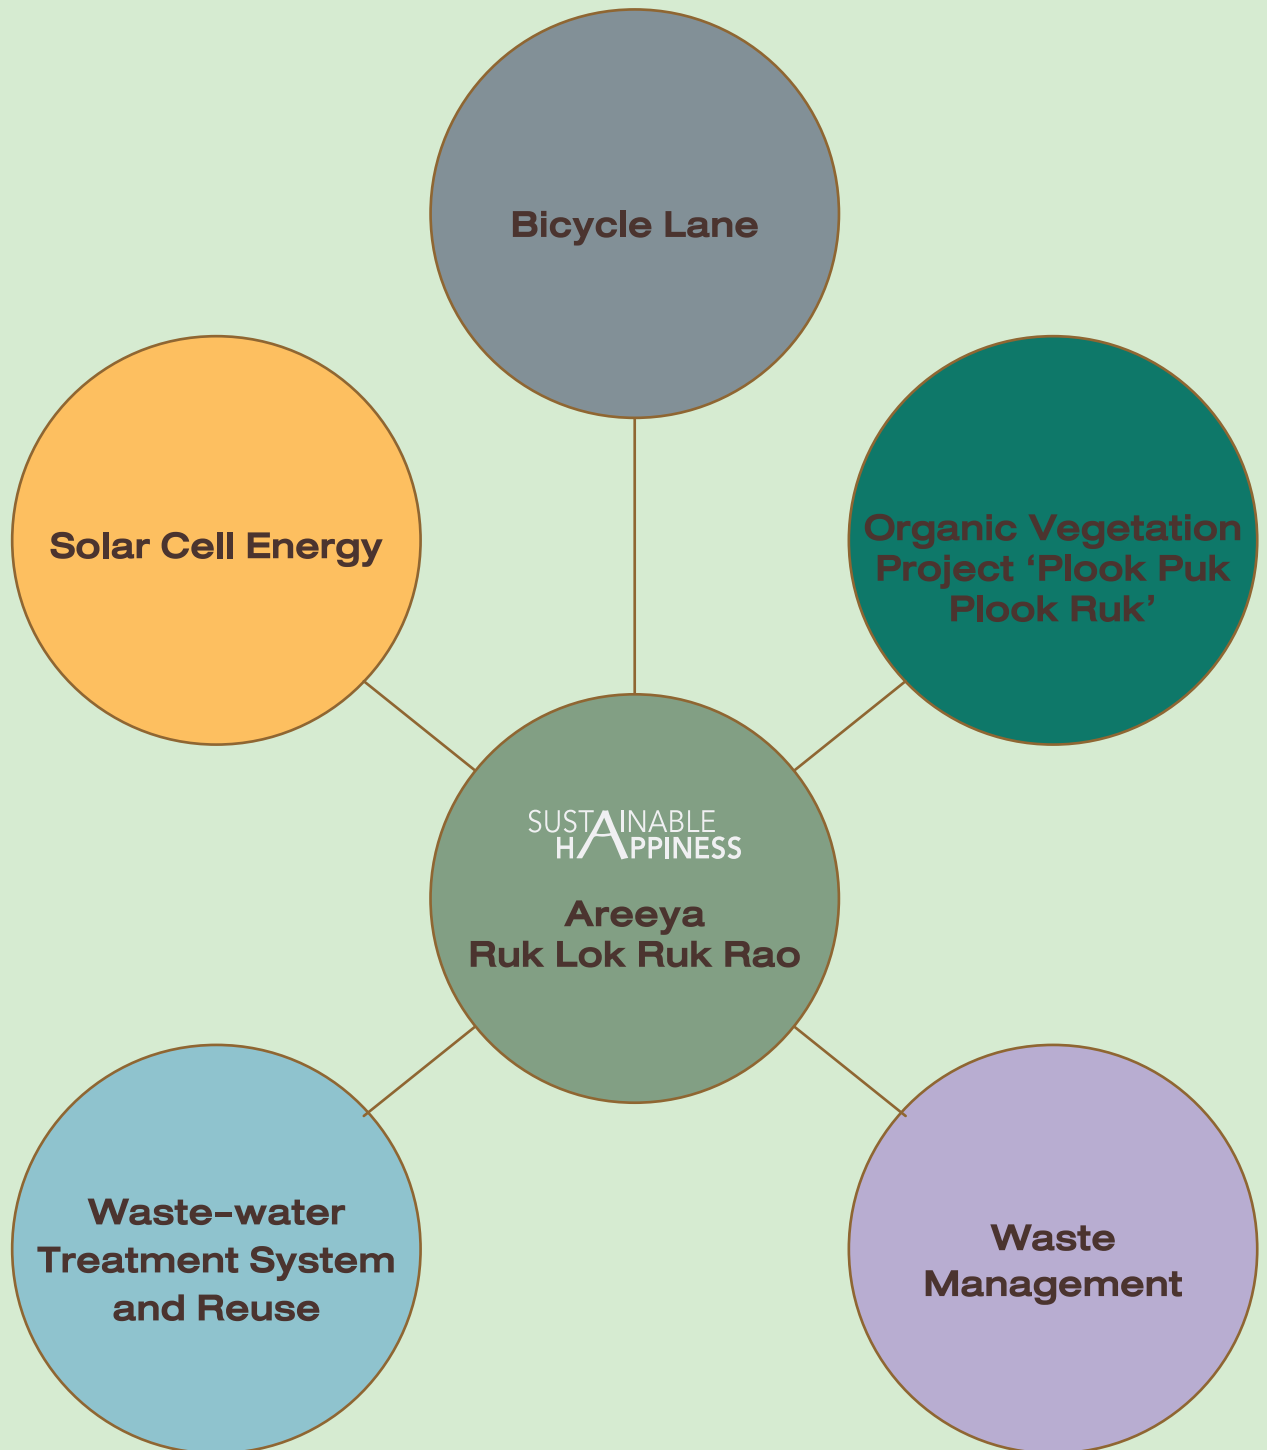 Bicycle Lane
Solar Cell Energy
Organic Vegetation
Project ‘Plook Puk
Plook Ruk’
SUSTAINABLE
HAPPINESS
Areeya
Ruk Lok Ruk Rao
Waste-water
Treatment System
and Reuse
Waste
Management